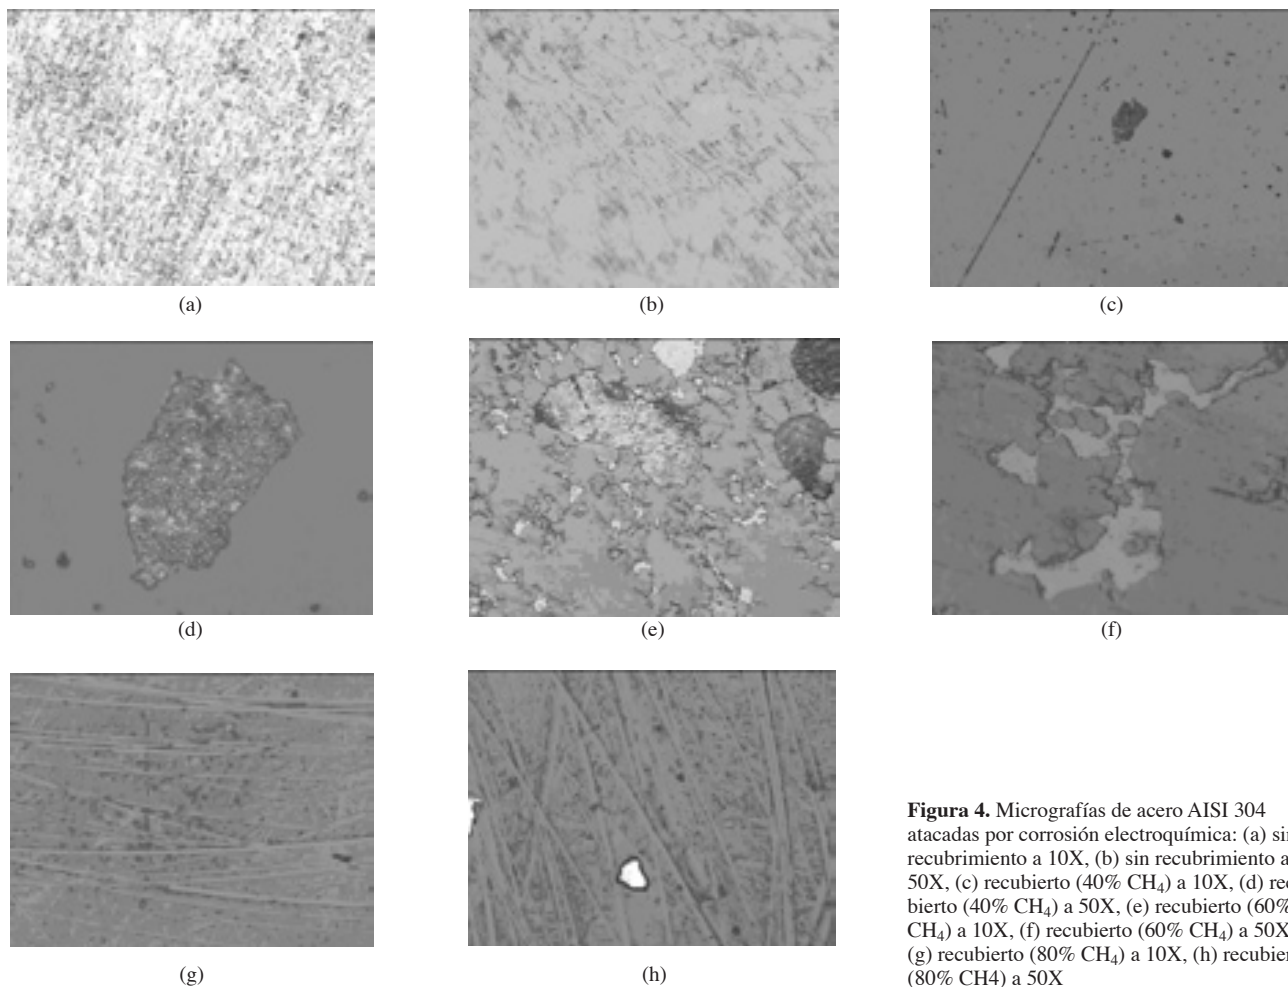 (a)
(b)
(c)
(d)
(e)
(f)
(g)
(h)
Figura 4. Micrografías de acero AISI 304
atacadas por corrosión electroquímica: (a) sin
recubrimiento a 10X, (b) sin recubrimiento a
50X, (c) recubierto (40% CH₄) a 10X, (d) rec
bierto (40% CH₄) a 50X, (e) recubierto (60%
CH₄) a 10X, (f) recubierto (60% CH₄) a 50X
(g) recubierto (80% CH₄) a 10X, (h) recubier
(80% CH4) a 50X